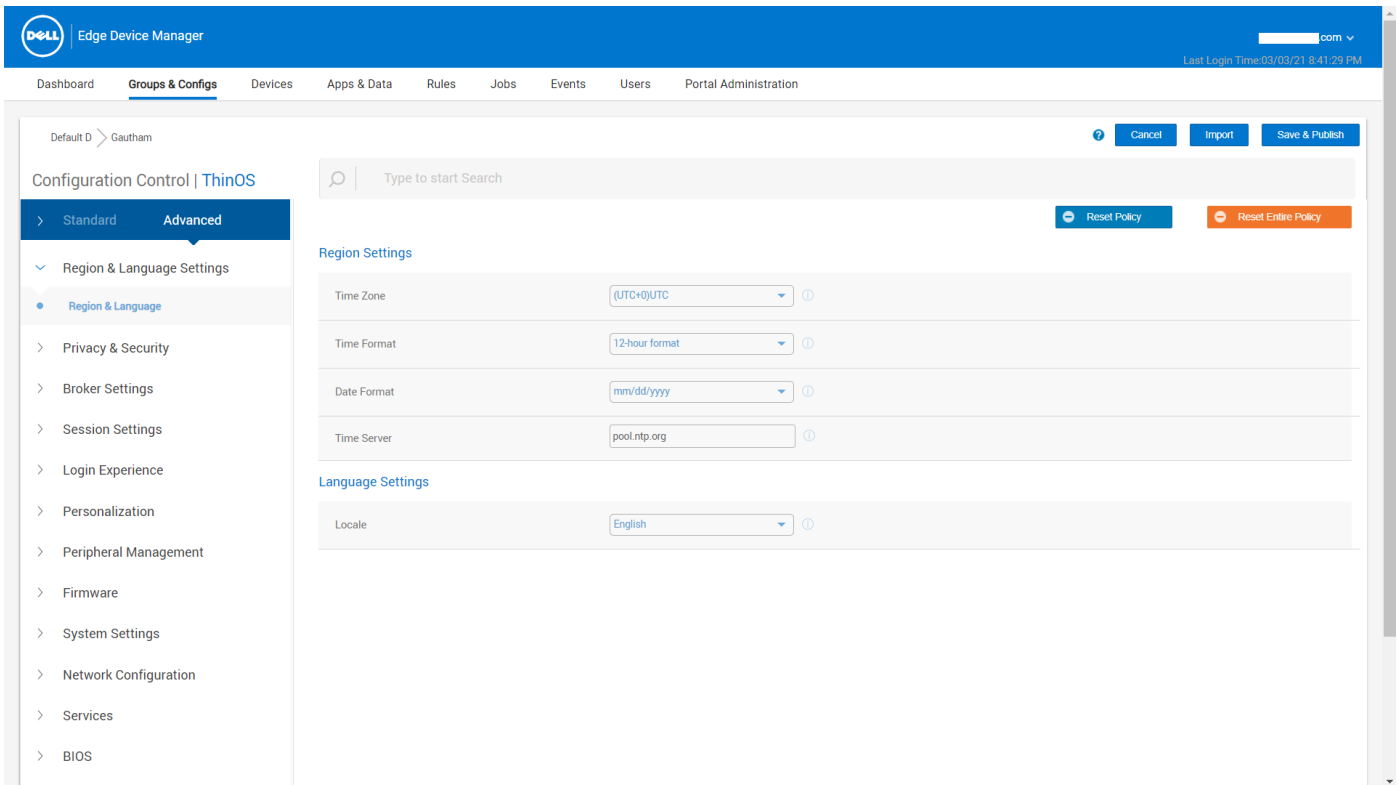 DELL
Edge Device Manager
.com
Last Login Time:03/03/21 8:41:29 PM
Dashboard Groups & Configs Devices Apps & Data Rules Jobs Events Users Portal Administration
Default D Gautham
Cancel Import Save & Publish
Configuration Control | ThinOS
Type to start Search
Standard Advanced
Reset Policy Reset Entire Policy
Region & Language Settings
Region & Language
Privacy & Security
Broker Settings
Session Settings
Login Experience
Personalization
Peripheral Management
Firmware
System Settings
Network Configuration
Services
BIOS
Region Settings
Time Zone (UTC+0)UTC
Time Format 12-hour format
Date Format mm/dd/yyyy
Time Server pool.ntp.org
Language Settings
Locale English